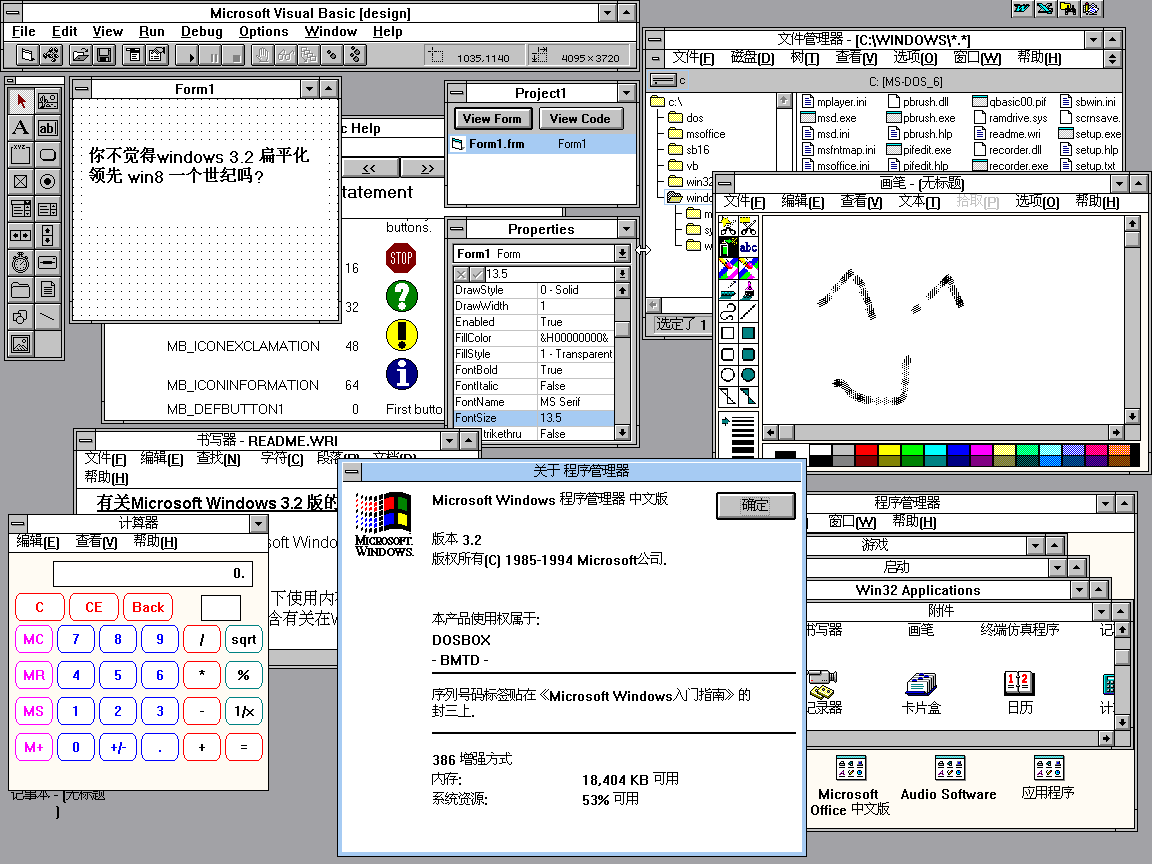 Microsoft Visual Basic [design]
File Edit View Run Debug Options Window Help
1035,1140 4095×3720
Form1
你不觉得windows 3.2 扁平化
领先 win8 一个世纪吗?
A
ab|
xyz
c Help
<< >>
tatement
buttons.
16
STOP
32
?
MB_ICONEXCLAMATION 48
!
MB_ICONINFORMATION 64
i
MB_DEFBUTTON1 0 First butto
Project1
View Form View Code
Form1.frm Form1
Properties
Form1 Form
13.5
DrawStyle 0 - Solid
DrawWidth 1
Enabled True
FillColor &H00000000&
FillStyle 1 - Transparent
FontBold True
FontItalic False
FontName MS Serif
FontSize 13.5
trikethru False
文件管理器 - [C:\WINDOWS\*.*]
文件(F) 磁盘(D) 树(T) 查看(V) 选项(O) 窗口(W) 帮助(H)
c C: [MS-DOS_6]
c:\
dos
msoffice
sb16
vb
win32
windo
mplayer.ini pbrush.dll qbasic00.pif sbwin.ini
msd.exe pbrush.exe ramdrive.sys scrnsave.
msd.ini pbrush.hlp readme.wri setup.exe
msfntmap.ini pifedit.exe recorder.dll setup.hlp
msoffice.ini pifedit.hlp recorder.exe setup.txt
选定了 1
画笔 - (无标题)
文件(F) 编辑(E) 查看(V) 文本(T) 拾取(P) 选项(O) 帮助(H)
abc
书写器 - README.WRI
文件(F) 编辑(E) 查找(N) 字符(C) 段落(P) 文档(D)
帮助(H)
有关Microsoft Windows 3.2 版的
osoft Windo
下使用内存
含有关在W
计算器
编辑(E) 查看(V) 帮助(H)
0.
C CE Back
MC 7 8 9 / sqrt
MR 4 5 6 * %
MS 1 2 3 - 1/x
M+ 0 +/- . + =
记事本 - (无标题
)
关于 程序管理器
MICROSOFT.
WINDOWS.
Microsoft Windows 程序管理器 中文版
确定
版本 3.2
版权所有(C) 1985-1994 Microsoft公司.
本产品使用权属于:
DOSBOX
- BMTD -
序列号码标签贴在《Microsoft Windows入门指南》的
封三上.
386 增强方式
内存: 18,404 KB 可用
系统资源: 53% 可用
程序管理器
窗口(W) 帮助(H)
游戏
启动
Win32 Applications
附件
书写器 画笔 终端仿真程序 记
记录器 卡片盒 日历 计
Microsoft
Office 中文版
Audio Software
应用程序